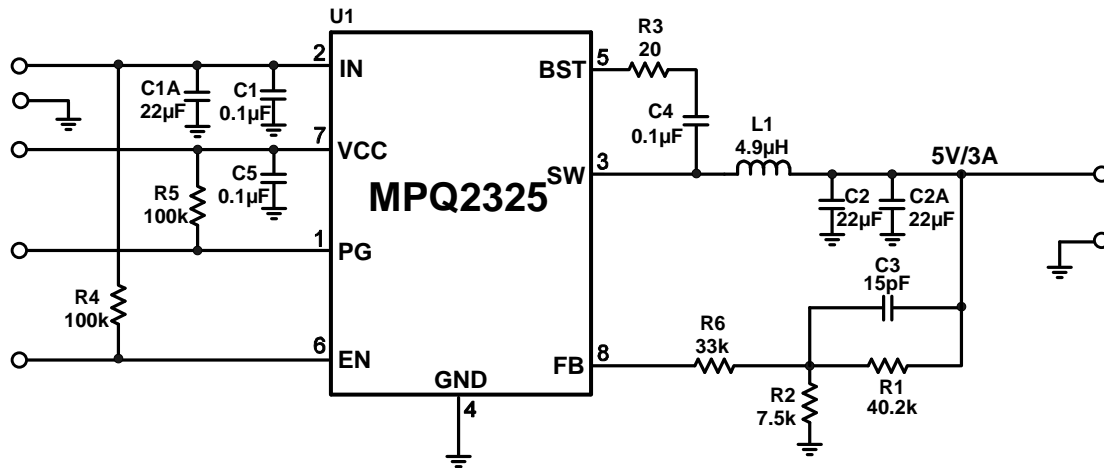 U1
2
IN
C1A
22µF
C1
0.1µF
7
VCC
R5
100k
C5
0.1µF
1
PG
R4
100k
6
EN
MPQ2325
GND
4
5
BST
R3
20
C4
0.1µF
3
SW
L1
4.9µH
5V/3A
C2
22µF
C2A
22µF
C3
15pF
8
FB
R6
33k
R2
7.5k
R1
40.2k